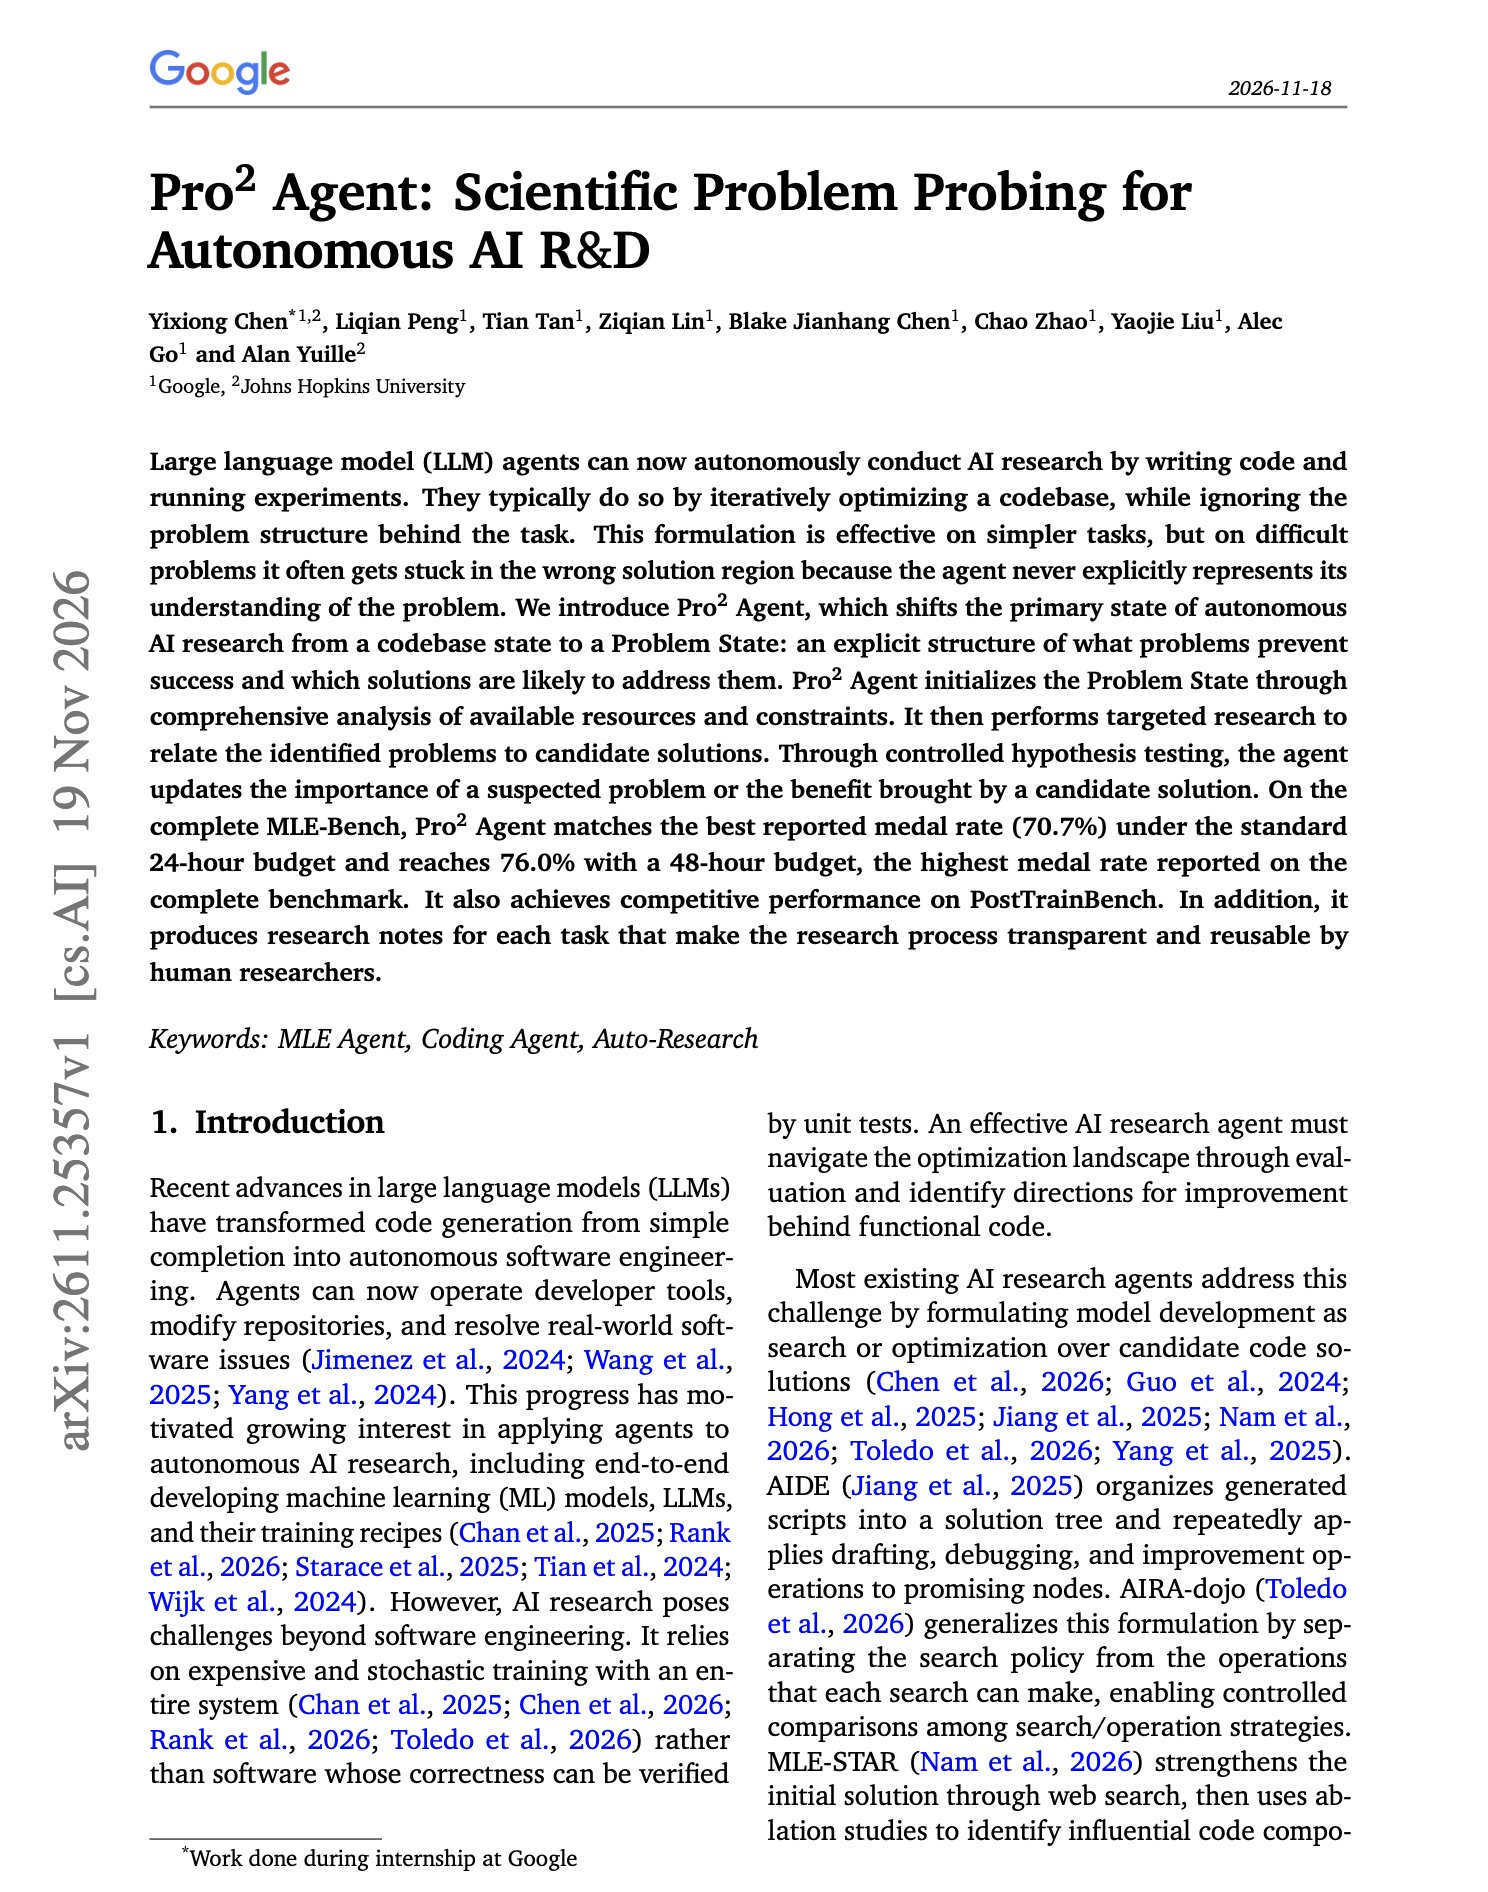 Google
2026-11-18
Pro² Agent: Scientific Problem Probing for
Autonomous AI R&D
Yixiong Chen*1,2, Liqian Peng1, Tian Tan1, Ziqian Lin1, Blake Jianhang Chen1, Chao Zhao1, Yaojie Liu1, Alec
Go1 and Alan Yuille2
1Google, 2Johns Hopkins University
Large language model (LLM) agents can now autonomously conduct AI research by writing code and
running experiments. They typically do so by iteratively optimizing a codebase, while ignoring the
problem structure behind the task. This formulation is effective on simpler tasks, but on difficult
problems it often gets stuck in the wrong solution region because the agent never explicitly represents its
understanding of the problem. We introduce Pro² Agent, which shifts the primary state of autonomous
AI research from a codebase state to a Problem State: an explicit structure of what problems prevent
success and which solutions are likely to address them. Pro² Agent initializes the Problem State through
comprehensive analysis of available resources and constraints. It then performs targeted research to
relate the identified problems to candidate solutions. Through controlled hypothesis testing, the agent
updates the importance of a suspected problem or the benefit brought by a candidate solution. On the
complete MLE-Bench, Pro² Agent matches the best reported medal rate (70.7%) under the standard
24-hour budget and reaches 76.0% with a 48-hour budget, the highest medal rate reported on the
complete benchmark. It also achieves competitive performance on PostTrainBench. In addition, it
produces research notes for each task that make the research process transparent and reusable by
human researchers.
Keywords: MLE Agent, Coding Agent, Auto-Research
1. Introduction
Recent advances in large language models (LLMs)
have transformed code generation from simple
completion into autonomous software engineer-
ing. Agents can now operate developer tools,
modify repositories, and resolve real-world soft-
ware issues (Jimenez et al., 2024; Wang et al.,
2025; Yang et al., 2024). This progress has mo-
tivated growing interest in applying agents to
autonomous AI research, including end-to-end
developing machine learning (ML) models, LLMs,
and their training recipes (Chan et al., 2025; Rank
et al., 2026; Starace et al., 2025; Tian et al., 2024;
Wijk et al., 2024). However, AI research poses
challenges beyond software engineering. It relies
on expensive and stochastic training with an en-
tire system (Chan et al., 2025; Chen et al., 2026;
Rank et al., 2026; Toledo et al., 2026) rather
than software whose correctness can be verified
*Work done during internship at Google
by unit tests. An effective AI research agent must
navigate the optimization landscape through eval-
uation and identify directions for improvement
behind functional code.
Most existing AI research agents address this
challenge by formulating model development as
search or optimization over candidate code so-
lutions (Chen et al., 2026; Guo et al., 2024;
Hong et al., 2025; Jiang et al., 2025; Nam et al.,
2026; Toledo et al., 2026; Yang et al., 2025).
AIDE (Jiang et al., 2025) organizes generated
scripts into a solution tree and repeatedly ap-
plies drafting, debugging, and improvement op-
erations to promising nodes. AIRA-dojo (Toledo
et al., 2026) generalizes this formulation by sep-
arating the search policy from the operations
that each search can make, enabling controlled
comparisons among search/operation strategies.
MLE-STAR (Nam et al., 2026) strengthens the
initial solution through web search, then uses ab-
lation studies to identify influential code compo-
arXiv:2611.25357v1 [cs.AI] 19 Nov 2026